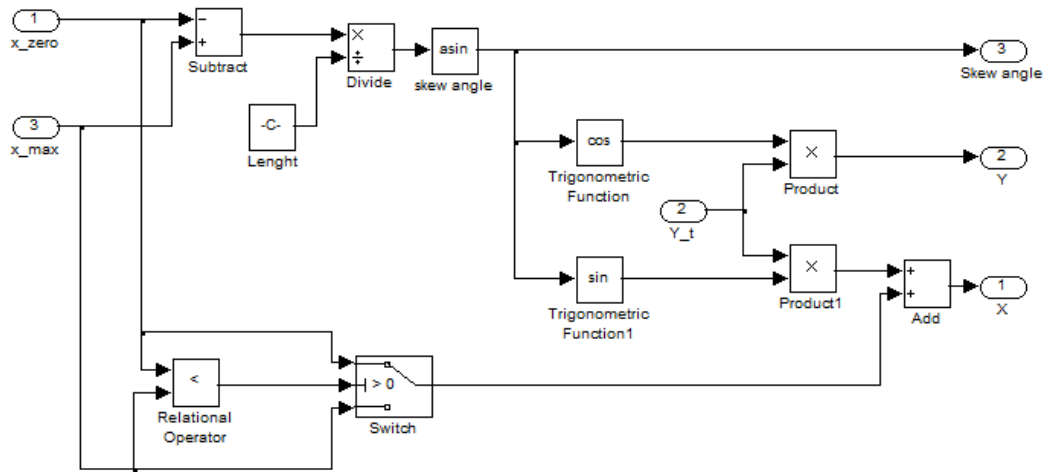 1
x_zero
−
+
Subtract
×
÷
Divide
asin
skew angle
3
Skew angle
3
x_max
-C-
Lenght
cos
Trigonometric
Function
×
Product
2
Y
2
Y_t
sin
Trigonometric
Function1
×
Product1
+
+
Add
1
X
<
Relational
Operator
> 0
Switch